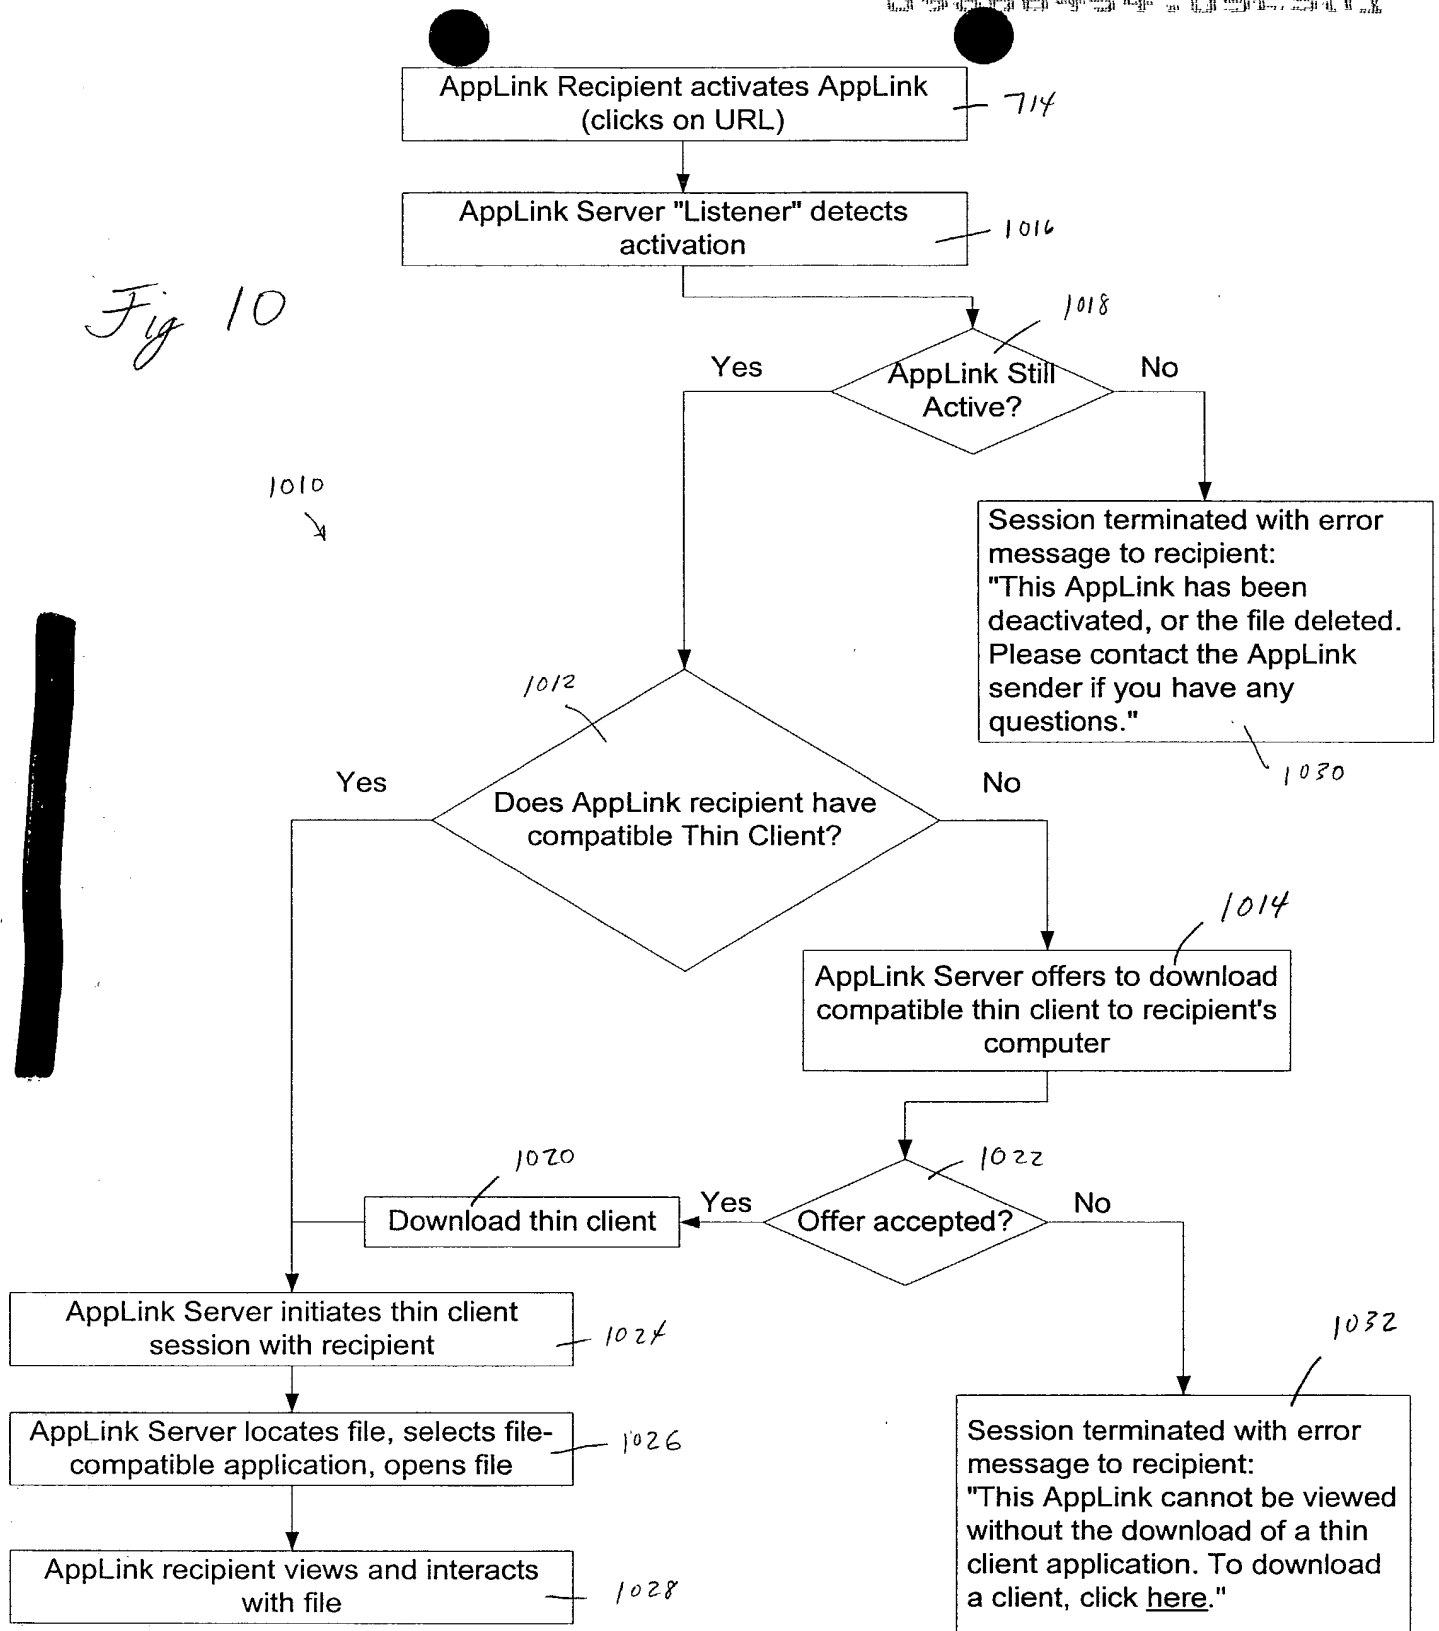 AppLink Recipient activates AppLink
(clicks on URL)
714
AppLink Server "Listener" detects
activation
1016
Fig 10
1018
Yes
AppLink Still
Active?
No
1010
Session terminated with error
message to recipient:
"This AppLink has been
deactivated, or the file deleted.
Please contact the AppLink
sender if you have any
questions."
1030
1012
Yes
Does AppLink recipient have
compatible Thin Client?
No
1014
AppLink Server offers to download
compatible thin client to recipient's
computer
1020
1022
Download thin client
Yes
Offer accepted?
No
AppLink Server initiates thin client
session with recipient
1024
1032
AppLink Server locates file, selects file-
compatible application, opens file
1026
Session terminated with error
message to recipient:
"This AppLink cannot be viewed
without the download of a thin
client application. To download
a client, click here."
AppLink recipient views and interacts
with file
1028